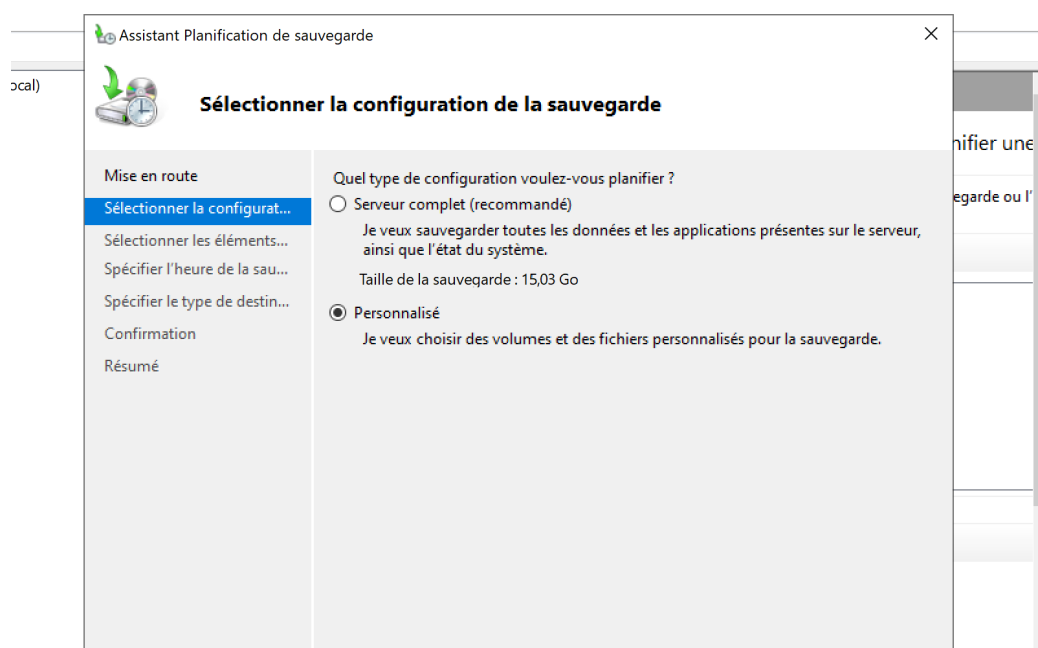 Assistant Planification de sauvegarde
ocal)
Sélectionner la configuration de la sauvegarde
nifier une
Mise en route
Sélectionner la configurat...
Sélectionner les éléments...
Spécifier l'heure de la sau...
Spécifier le type de destin...
Confirmation
Résumé
Quel type de configuration voulez-vous planifier ?
Serveur complet (recommandé)
Je veux sauvegarder toutes les données et les applications présentes sur le serveur,
ainsi que l'état du système.
Taille de la sauvegarde : 15,03 Go
Personnalisé
Je veux choisir des volumes et des fichiers personnalisés pour la sauvegarde.
egarde ou l'